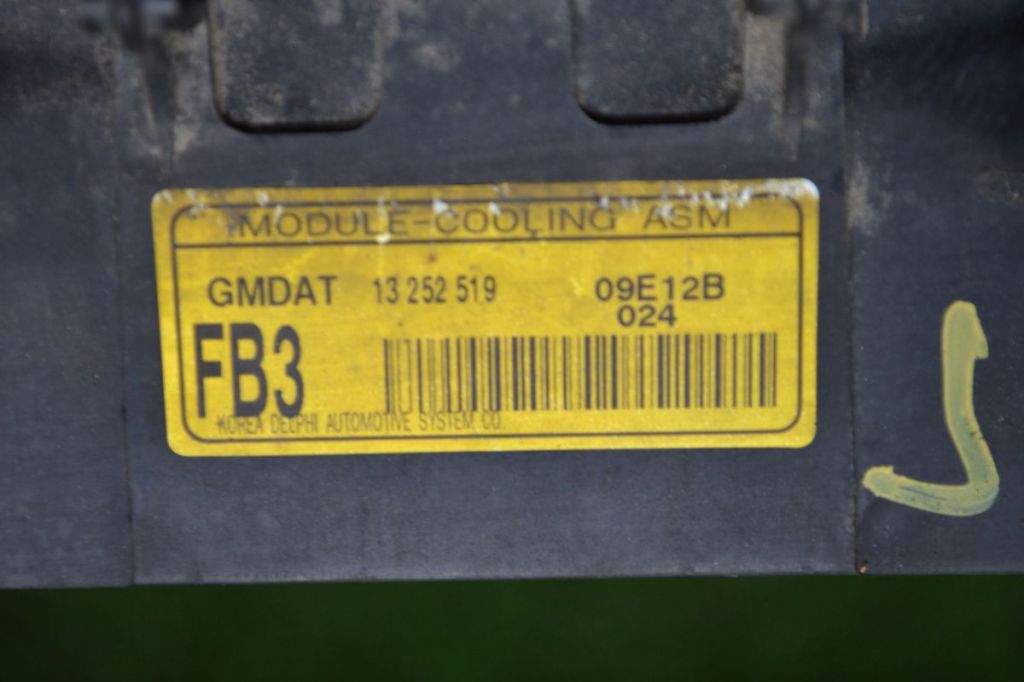 MODULE-COOLING ASM
GMDAT 13 252 519 09E12B
024
FB3
KOREA DELPHI AUTOMOTIVE SYSTEM CO.